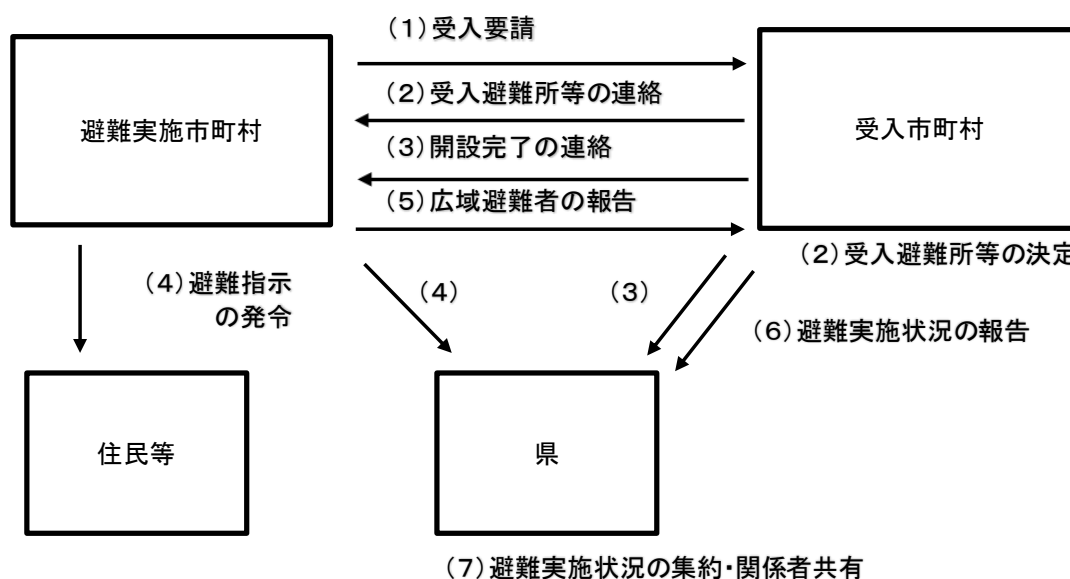 （1）受入要請
避難実施市町村
（2）受入避難所等の連絡
受入市町村
（3）開設完了の連絡
（5）広域避難者の報告
（2）受入避難所等の決定
（4）避難指示
の発令
（4）
（3）
（6）避難実施状況の報告
住民等
県
（7）避難実施状況の集約・関係者共有